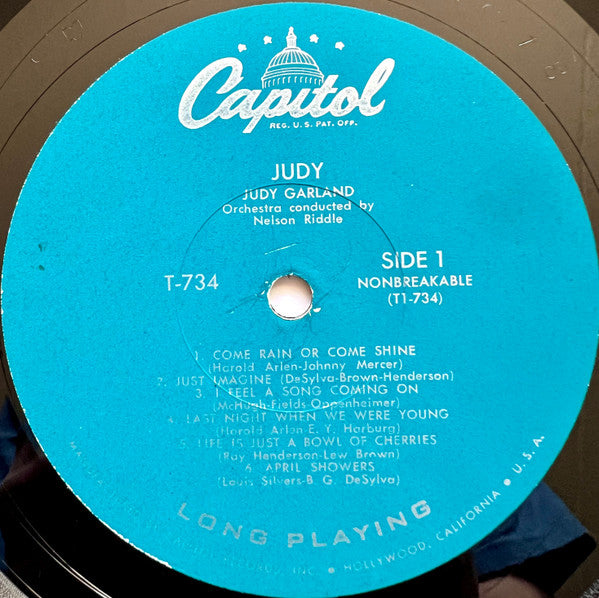 Capitol
REG. U.S. PAT. OFF.
JUDY
JUDY GARLAND
Orchestra conducted by
Nelson Riddle
T-734
SIDE 1
NONBREAKABLE
(T1-734)
1. COME RAIN OR COME SHINE
(Harold Arlen-Johnny Mercer)
2. JUST IMAGINE (DeSylva-Brown-Henderson)
3. I FEEL A SONG COMING ON
(McHugh-Fields-Oppenheimer)
4. LAST NIGHT WHEN WE WERE YOUNG
(Harold Arlen-E. Y. Harburg)
5. LIFE IS JUST A BOWL OF CHERRIES
(Ray Henderson-Lew Brown)
6. APRIL SHOWERS
(Louis Silvers-B. G. DeSylva)
LONG PLAYING
RECORDS, INC. • HOLLYWOOD, CALIFORNIA • U.S.A.